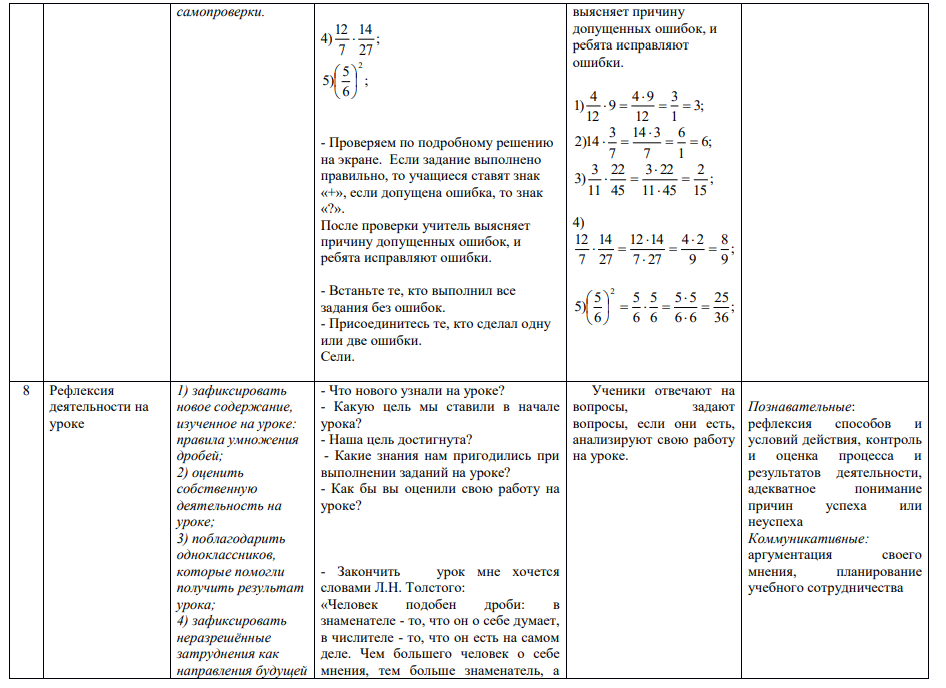 самопроверки.
4) 12/7 · 14/27;
5) (5/6)²;
- Проверяем по подробному решению
на экране. Если задание выполнено
правильно, то учащиеся ставят знак
«+», если допущена ошибка, то знак
«?».
После проверки учитель выясняет
причину допущенных ошибок, и
ребята исправляют ошибки.
- Встаньте те, кто выполнил все
задания без ошибок.
- Присоединитесь те, кто сделал одну
или две ошибки.
Сели.
выясняет причину
допущенных ошибок, и
ребята исправляют
ошибки.
1) 4/12 · 9 = (4·9)/12 = 3/1 = 3;
2)14 · 3/7 = (14·3)/7 = 6/1 = 6;
3) 3/11 · 22/45 = (3·22)/(11·45) = 2/15;
4)
12/7 · 14/27 = (12·14)/(7·27) = (4·2)/9 = 8/9;
5) (5/6)² = 5/6 · 5/6 = (5·5)/(6·6) = 25/36;
8
Рефлексия
деятельности на
уроке
1) зафиксировать
новое содержание,
изученное на уроке:
правила умножения
дробей;
2) оценить
собственную
деятельность на
уроке;
3) поблагодарить
одноклассников,
которые помогли
получить результат
урока;
4) зафиксировать
неразрешённые
затруднения как
направления будущей
- Что нового узнали на уроке?
- Какую цель мы ставили в начале
урока?
- Наша цель достигнута?
- Какие знания нам пригодились при
выполнении заданий на уроке?
- Как бы вы оценили свою работу на
уроке?
- Закончить урок мне хочется
словами Л.Н. Толстого:
«Человек подобен дроби: в
знаменателе - то, что он о себе думает,
в числителе - то, что он есть на самом
деле. Чем большего человек о себе
мнения, тем больше знаменатель, а
Ученики отвечают на
вопросы, задают
вопросы, если они есть,
анализируют свою работу
на уроке.
Познавательные:
рефлексия способов и
условий действия, контроль
и оценка процесса и
результатов деятельности,
адекватное понимание
причин успеха или
неуспеха
Коммуникативные:
аргументация своего
мнения, планирование
учебного сотрудничества